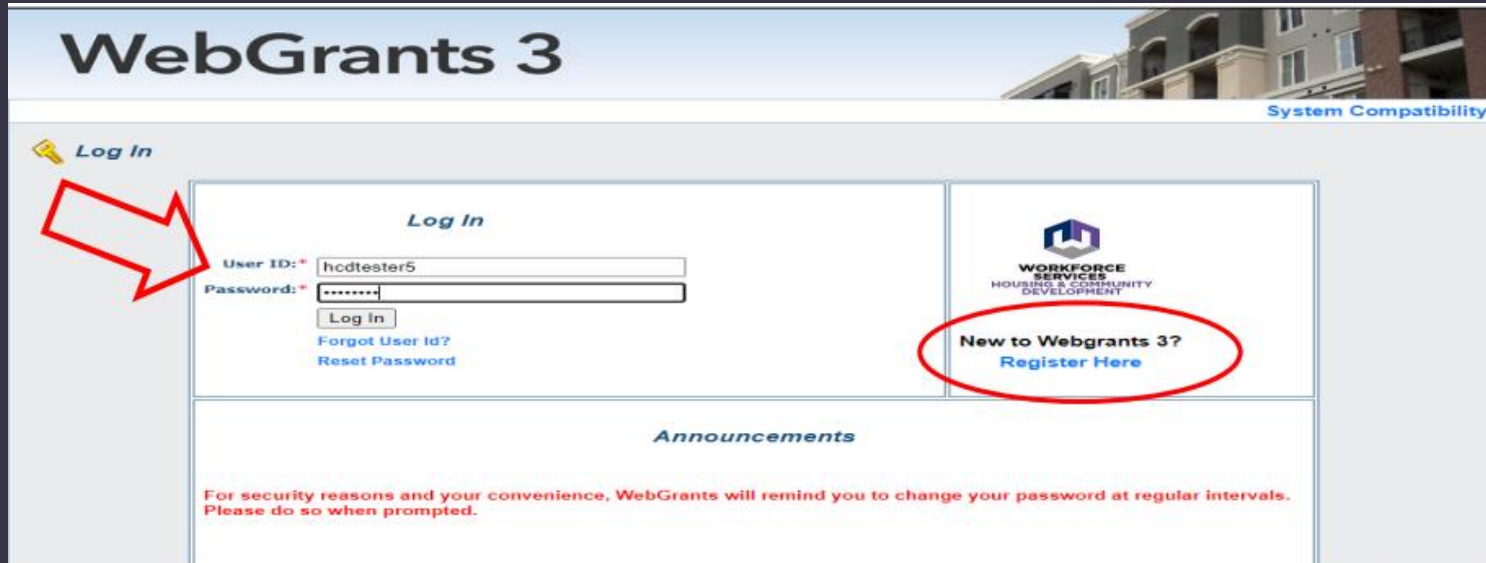 WebGrants 3
System Compatibility
Log In
Log In
User ID:* hcdtester5
Password:* ••••••••
Log In
Forgot User Id?
Reset Password
WORKFORCE
SERVICES
HOUSING & COMMUNITY
DEVELOPMENT
New to Webgrants 3?
Register Here
Announcements
For security reasons and your convenience, WebGrants will remind you to change your password at regular intervals.
Please do so when prompted.